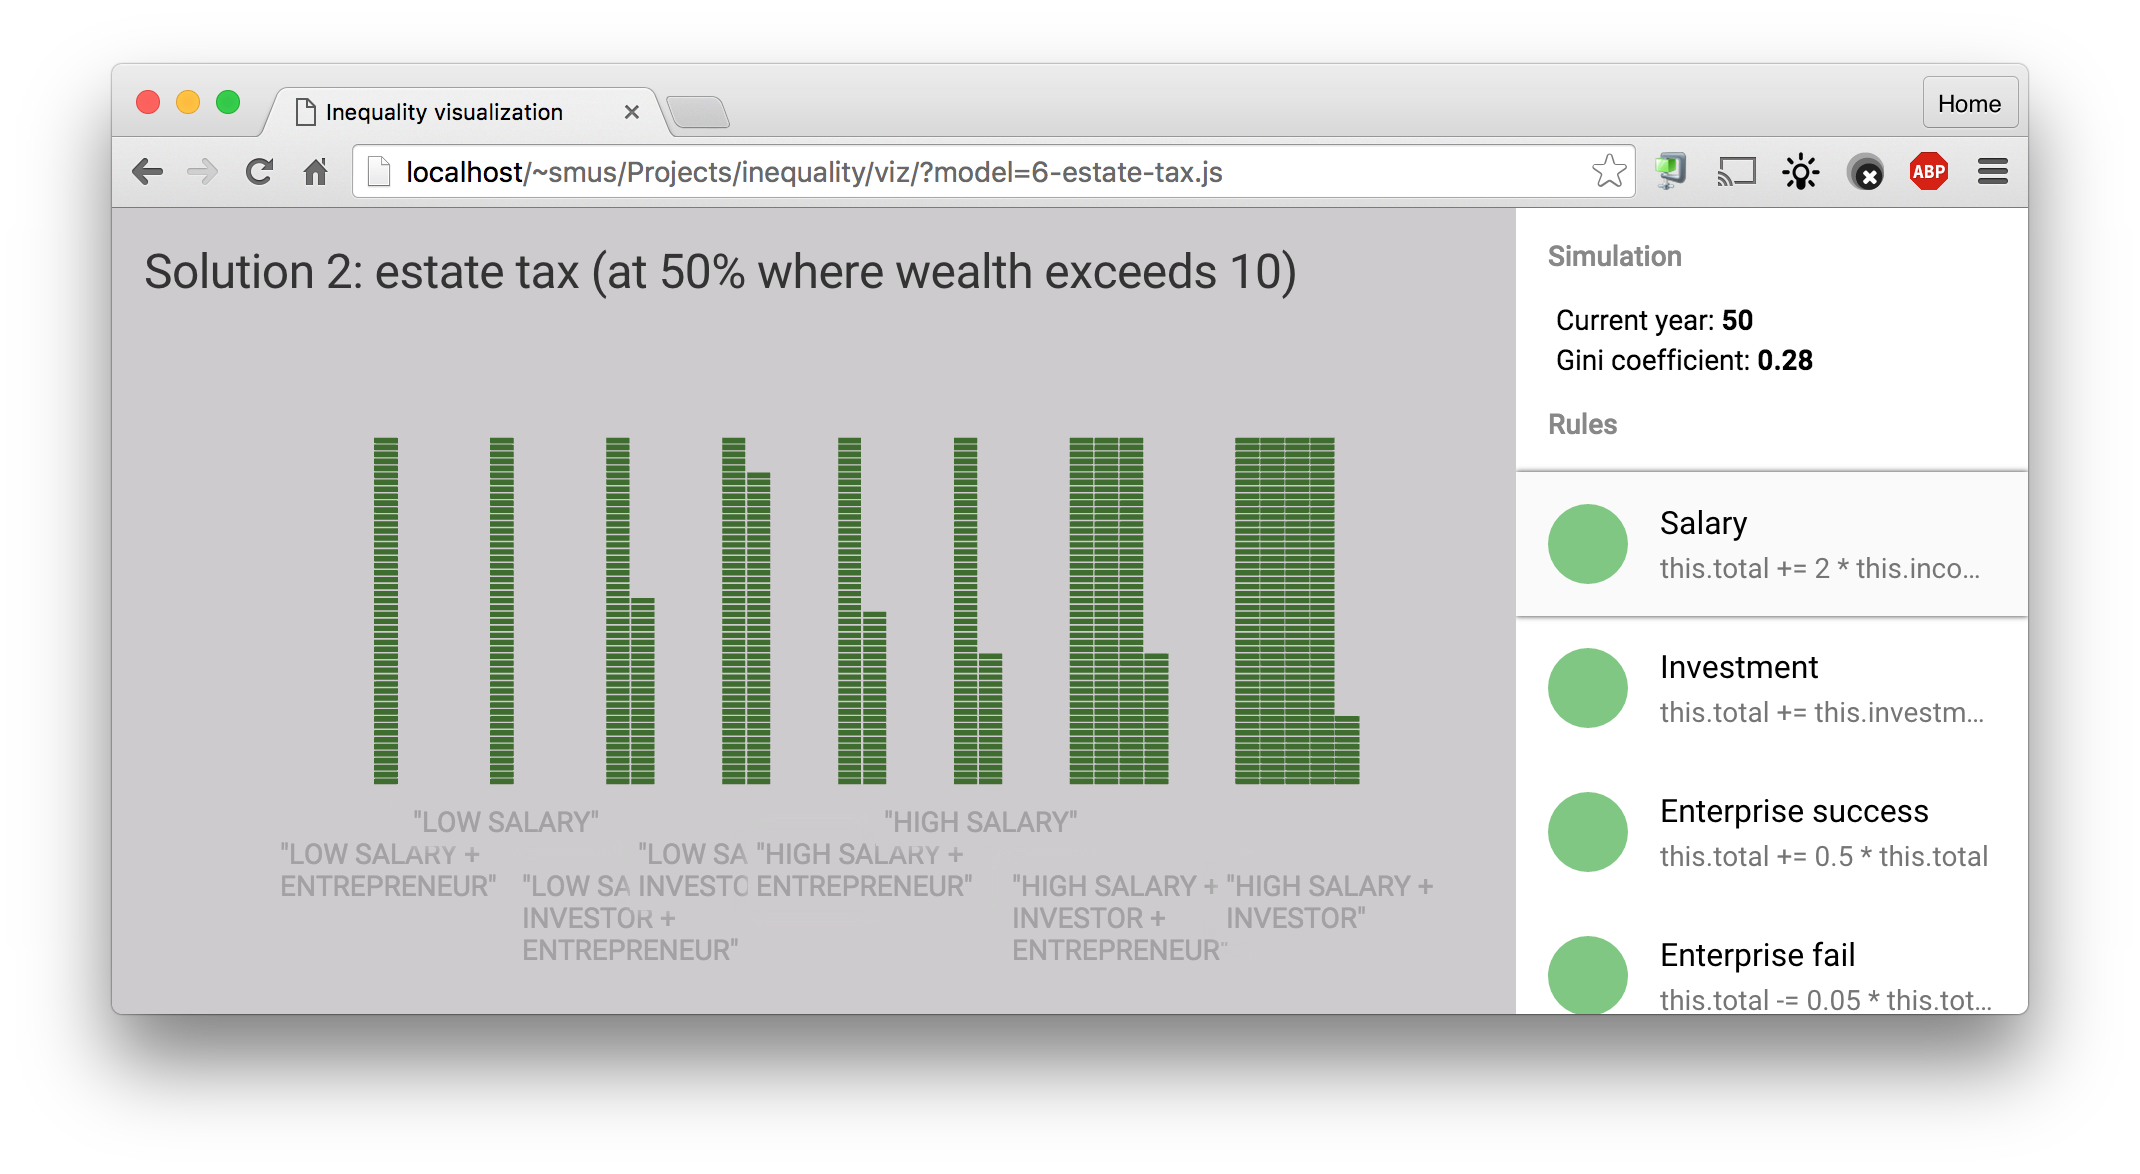 Inequality visualization
Home
localhost/~smus/Projects/inequality/viz/?model=6-estate-tax.js
ABP
Solution 2: estate tax (at 50% where wealth exceeds 10)
"LOW SALARY"
"HIGH SALARY"
"LOW SALARY +
ENTREPRENEUR"
"LOW SA
INVESTOR +
ENTREPRENEUR"
"LOW SA
INVESTO
"HIGH SALARY +
ENTREPRENEUR"
"HIGH SALARY +
INVESTOR +
ENTREPRENEUR"
"HIGH SALARY +
INVESTOR"
Simulation
Current year: 50
Gini coefficient: 0.28
Rules
Salary
this.total += 2 * this.inco...
Investment
this.total += this.investm...
Enterprise success
this.total += 0.5 * this.total
Enterprise fail
this.total -= 0.05 * this.tot...